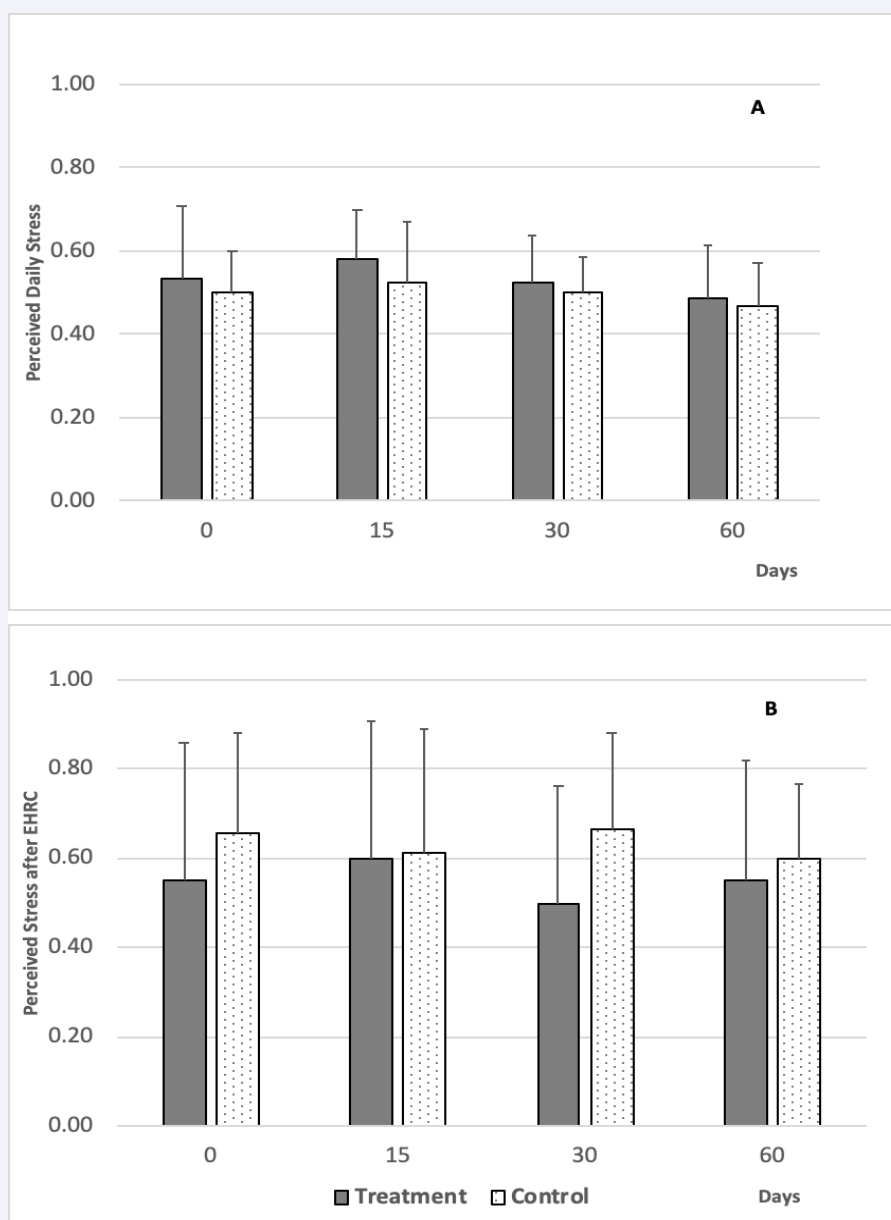 1.00
A
0.80
0.60
0.40
0.20
0.00
Perceived Daily Stress
0 15 30 60
Days
1.00
B
0.80
0.60
0.40
0.20
0.00
Perceived Stress after EHRC
0 15 30 60
Treatment Control Days